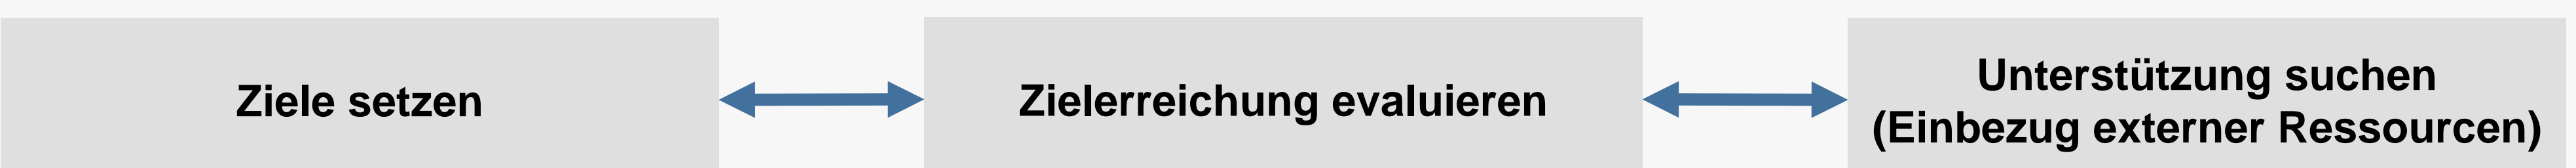 Ziele setzen
Zielerreichung evaluieren
Unterstützung suchen
(Einbezug externer Ressourcen)